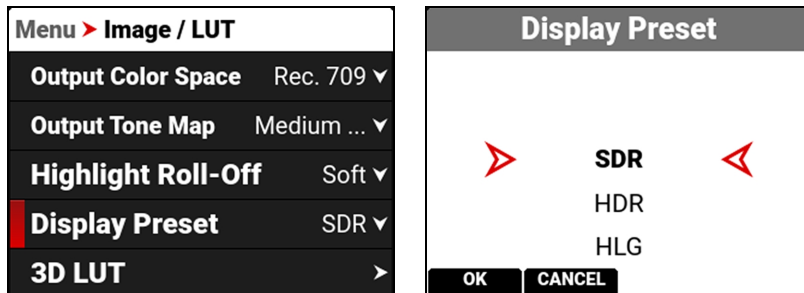 Menu > Image / LUT
Output Color Space Rec. 709
Output Tone Map Medium ...
Highlight Roll-Off Soft
Display Preset SDR
3D LUT
Display Preset
SDR
HDR
HLG
OK CANCEL